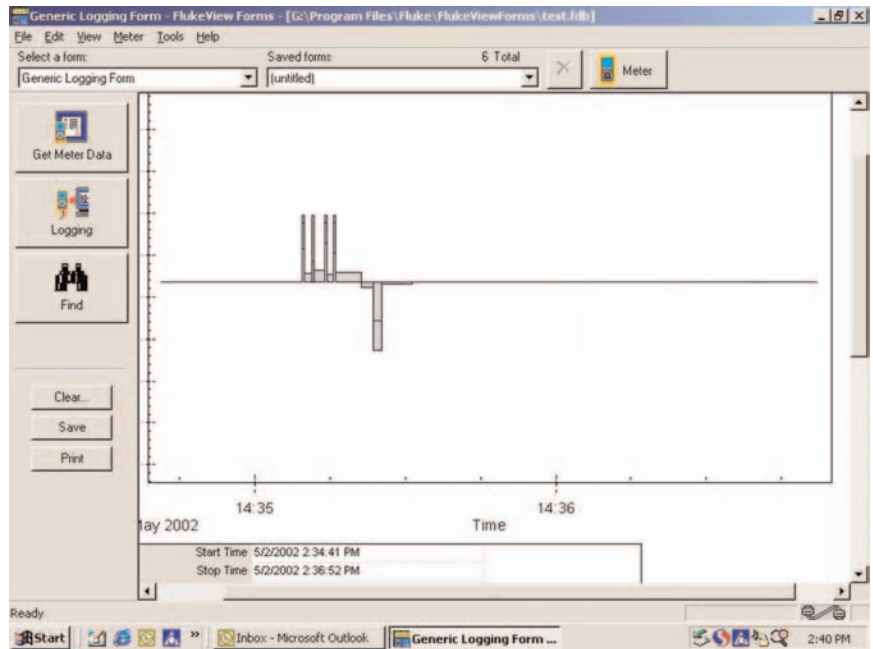 Generic Logging Form - FlukeView Forms - [G:\Program Files\Fluke\FlukeViewForms\test.fdb]
File Edit View Meter Tools Help
Select a form: Saved forms: 6 Total
Generic Logging Form (untitled) Meter
Get Meter Data
Logging
Find
Clear...
Save
Print
14:35 14:36
May 2002 Time
Start Time 5/2/2002 2:34:41 PM
Stop Time 5/2/2002 2:36:52 PM
Ready
Start » Inbox - Microsoft Outlook Generic Logging Form ... 2:40 PM